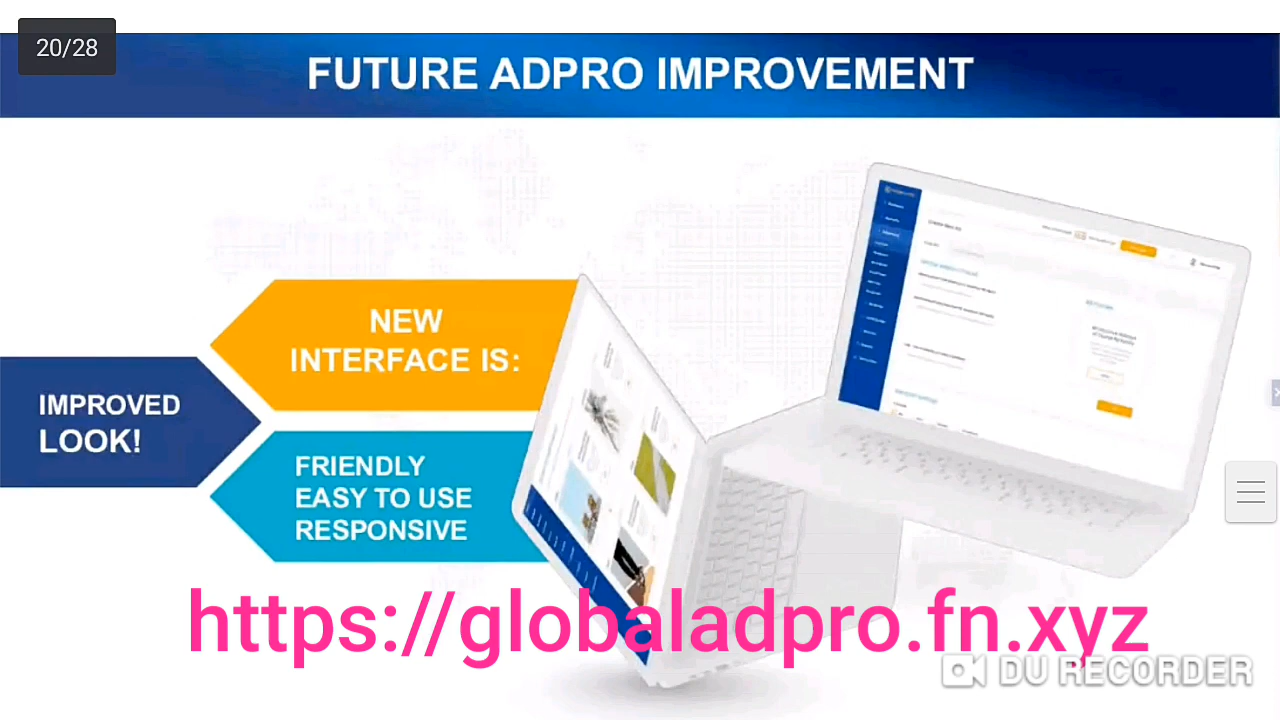 20/28
FUTURE ADPRO IMPROVEMENT
NEW
INTERFACE IS:
IMPROVED
LOOK!
FRIENDLY
EASY TO USE
RESPONSIVE
https://globaladpro.fn.xyz
DU RECORDER